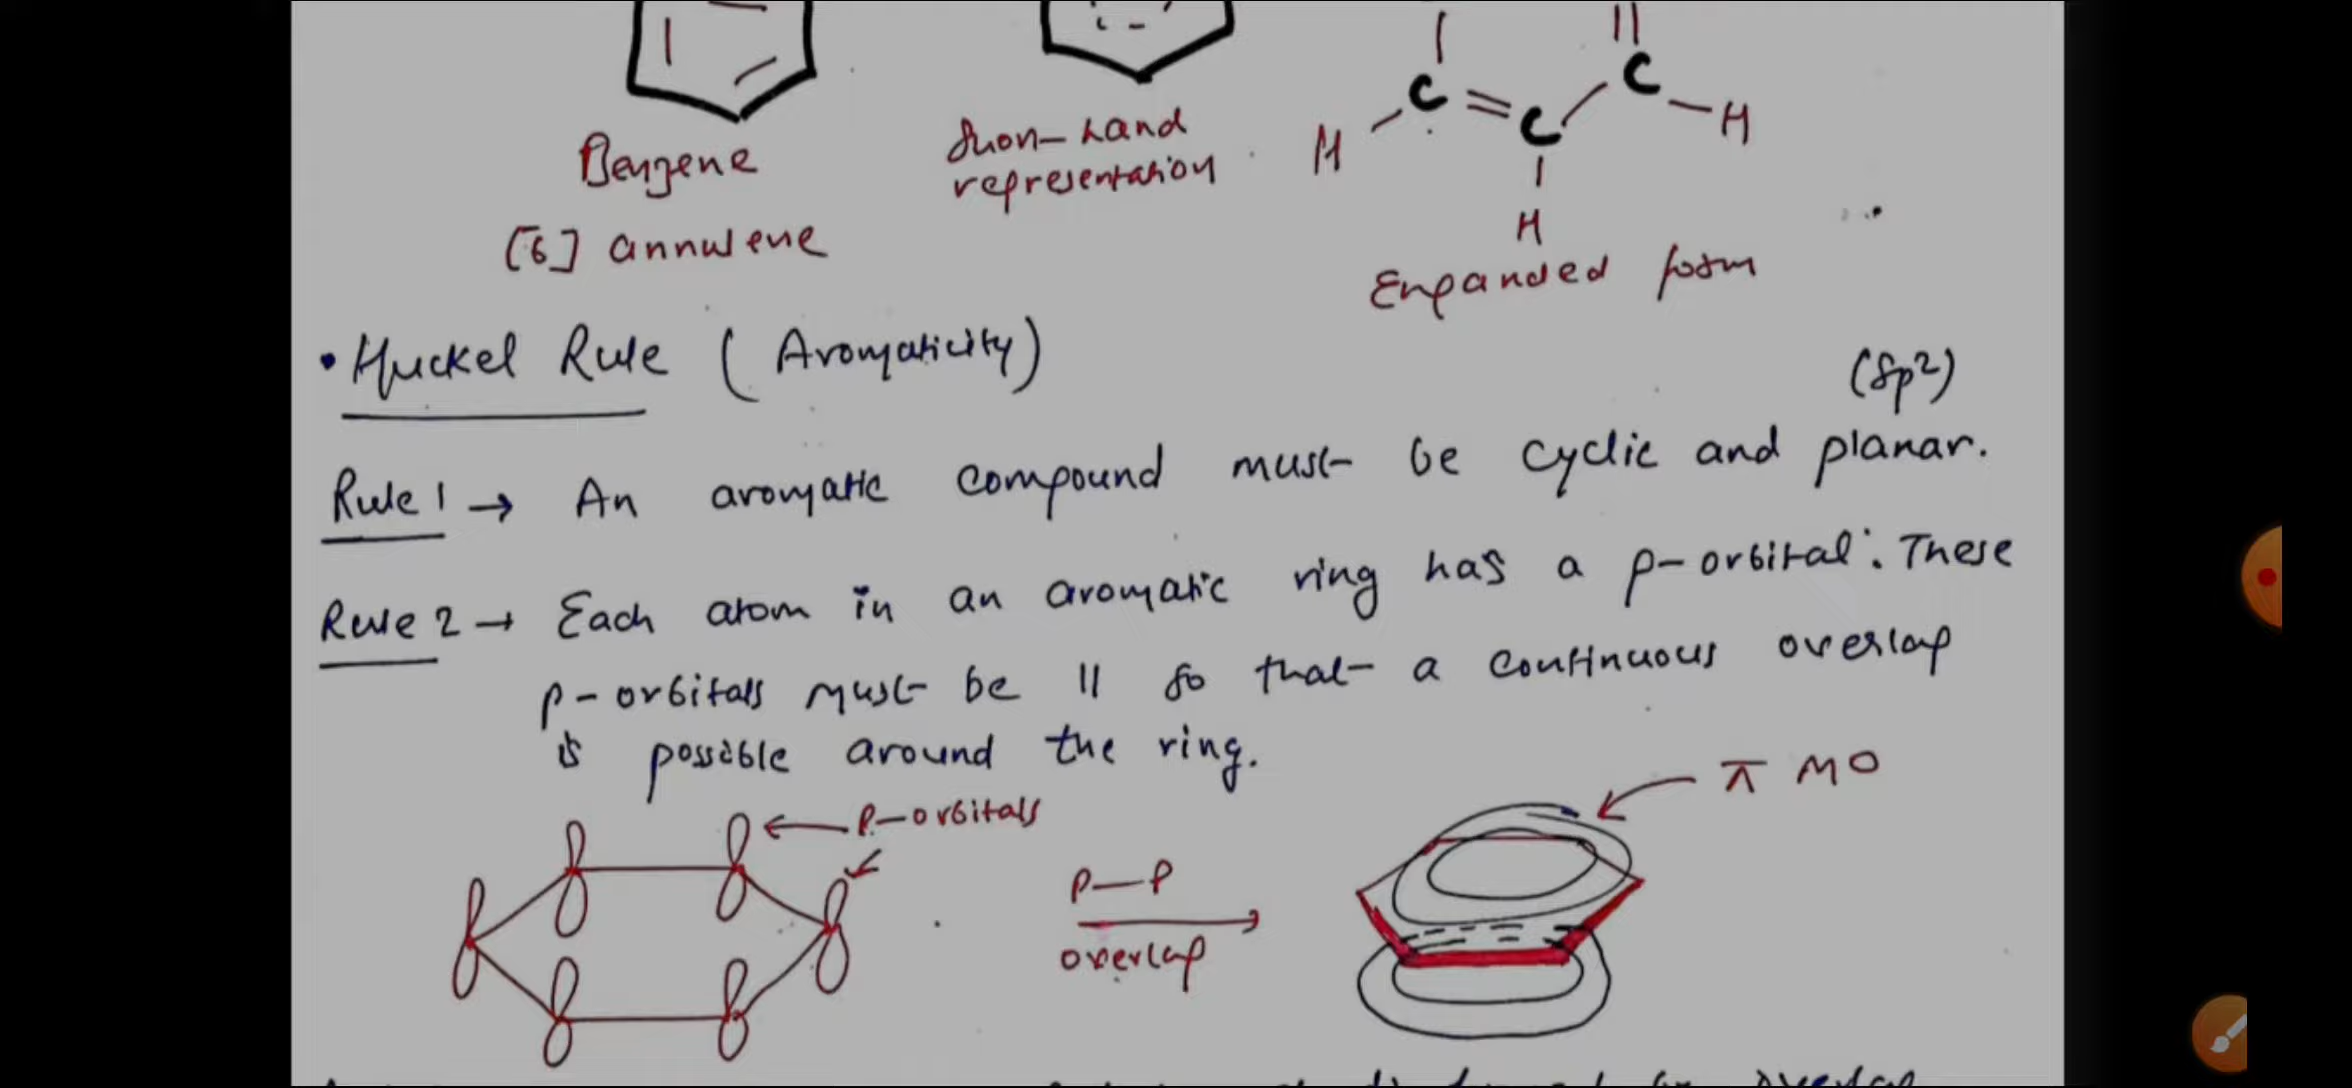 C
H
C = C
H
H
Benzene
Short-hand
representation
[6] annulene
Expanded form
• Huckel Rule ( Aromaticity)
(Sp²)
Rule 1 → An aromatic compound must be cyclic and planar.
Rule 2 → Each atom in an aromatic ring has a p-orbital. These
p-orbitals must be || so that a continuous overlap
is possible around the ring.
π MO
P-orbitals
P—P
overlap
overlap